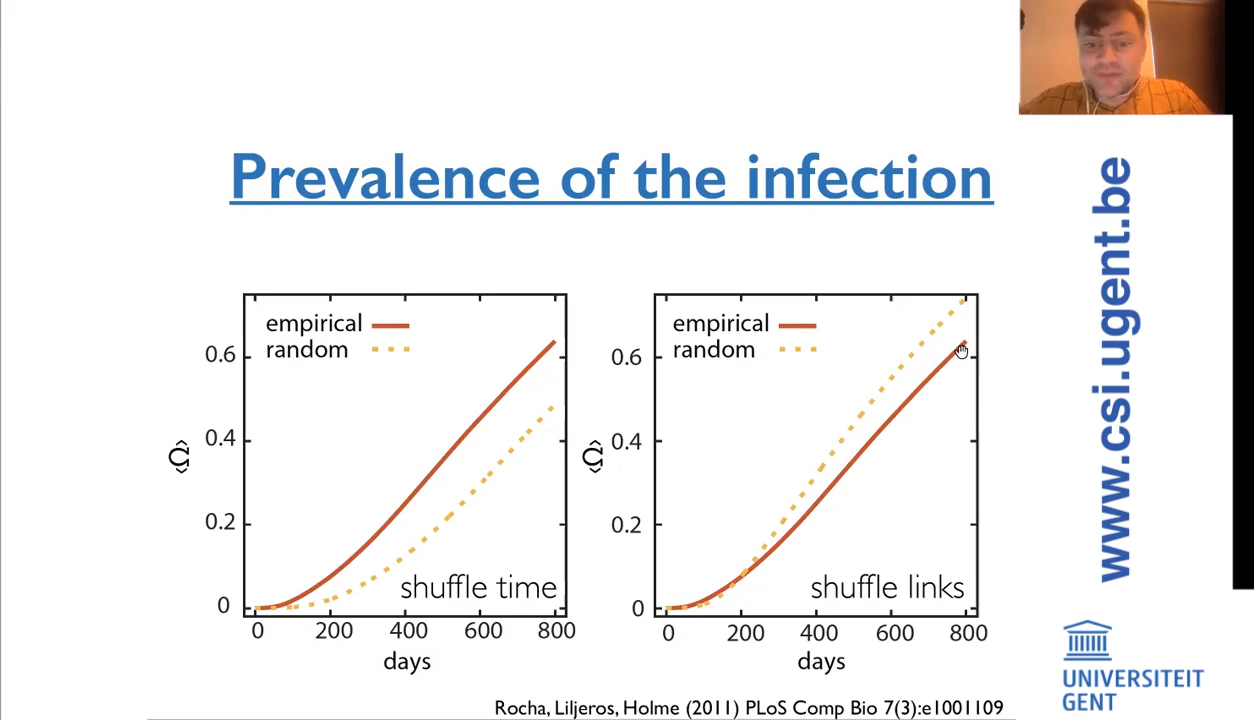 Prevalence of the infection
empirical
random
0.6
0.4
0.2
0
⟨Ω⟩
shuffle time
0 200 400 600 800
days
empirical
random
0.6
0.4
0.2
0
⟨Ω⟩
shuffle links
0 200 400 600 800
days
Rocha, Liljeros, Holme (2011) PLoS Comp Bio 7(3):e1001109
www.csi.ugent.be
UNIVERSITEIT
GENT